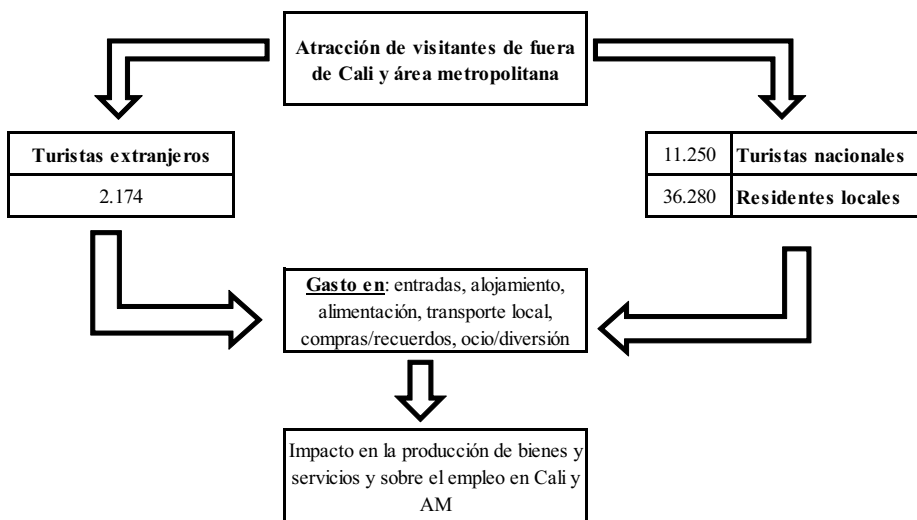 Atracción de visitantes de fuera
de Cali y área metropolitana
Turistas extranjeros
2.174
11.250 Turistas nacionales
36.280 Residentes locales
Gasto en: entradas, alojamiento,
alimentación, transporte local,
compras/recuerdos, ocio/diversión
Impacto en la producción de bienes y
servicios y sobre el empleo en Cali y
AM